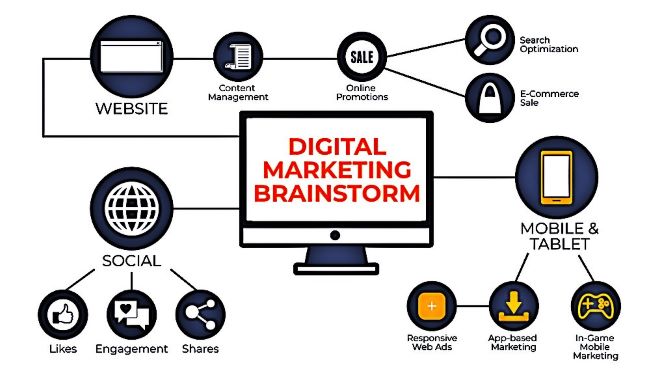 WEBSITE
Content
Management
SALE
Online
Promotions
Search
Optimization
E-Commerce
Sale
DIGITAL
MARKETING
BRAINSTORM
SOCIAL
Likes
Engagement
Shares
MOBILE &
TABLET
Responsive
Web Ads
App-based
Marketing
In-Game
Mobile
Marketing